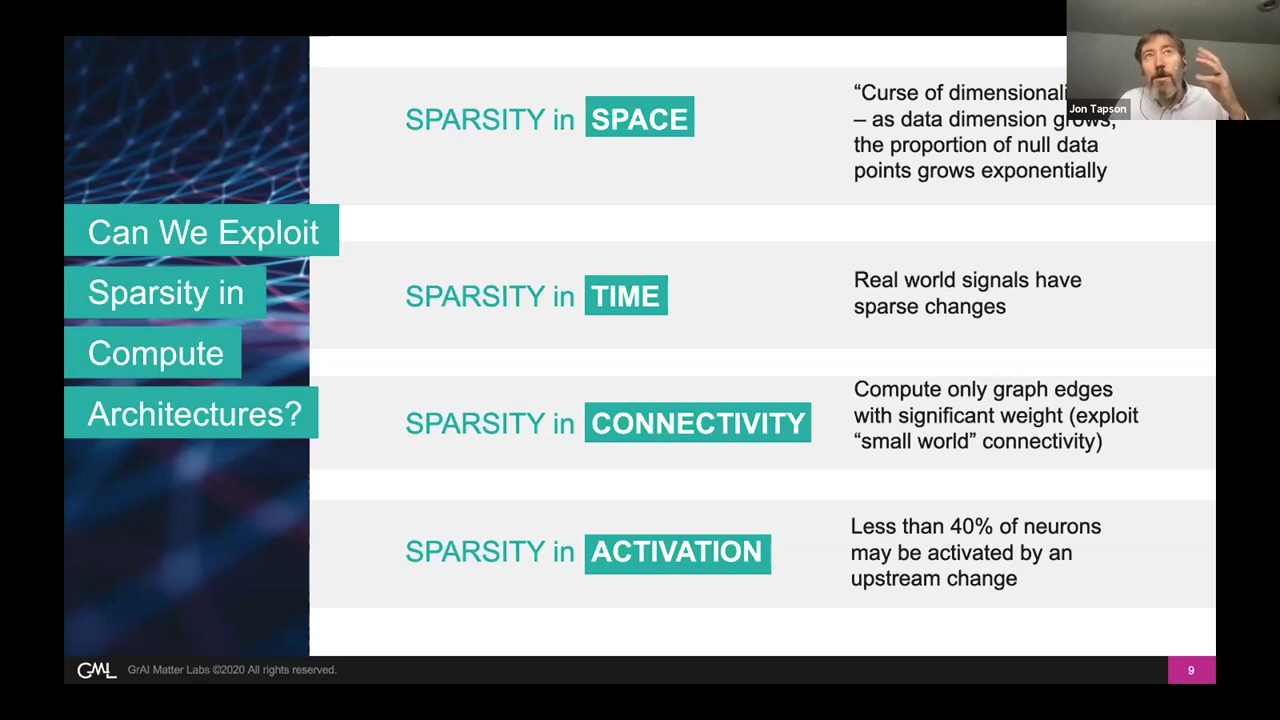 Can We Exploit
Sparsity in
Compute
Architectures?
SPARSITY in SPACE
“Curse of
– as data dimension grows,
the proportion of null data
points grows exponentially
SPARSITY in TIME
Real world signals have
sparse changes
SPARSITY in CONNECTIVITY
Compute only graph edges
with significant weight (exploit
“small world” connectivity)
SPARSITY in ACTIVATION
Less than 40% of neurons
may be activated by an
upstream change
Jon Tapson
GML
GrAI Matter Labs ©2020 All rights reserved.
9